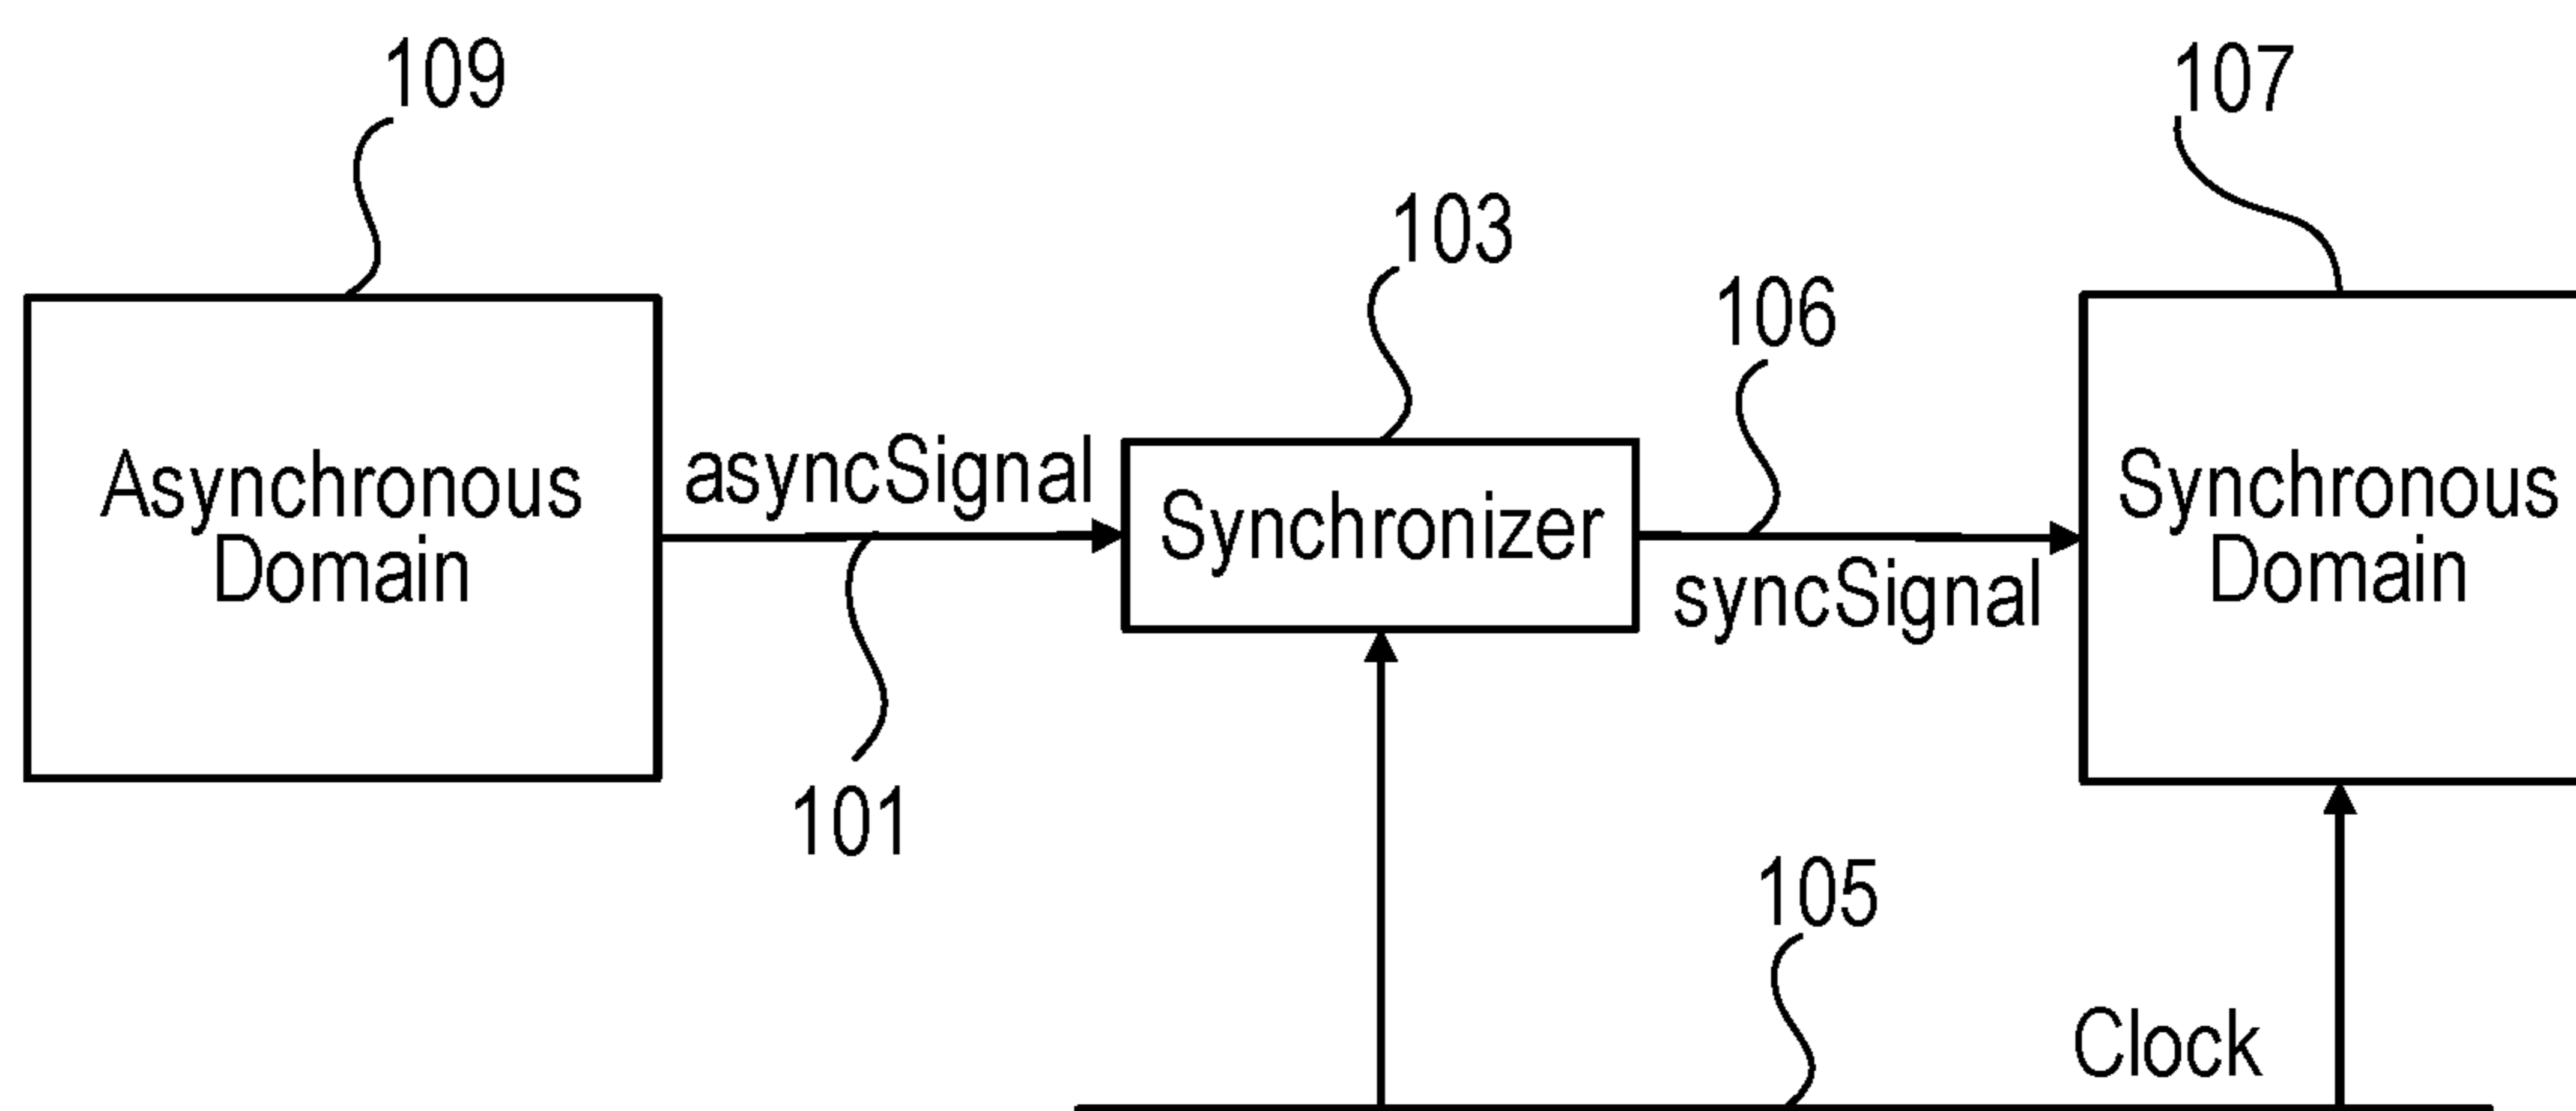 109
107
103
106
Asynchronous
Domain
asyncSignal
Synchronizer
syncSignal
Synchronous
Domain
101
105
Clock